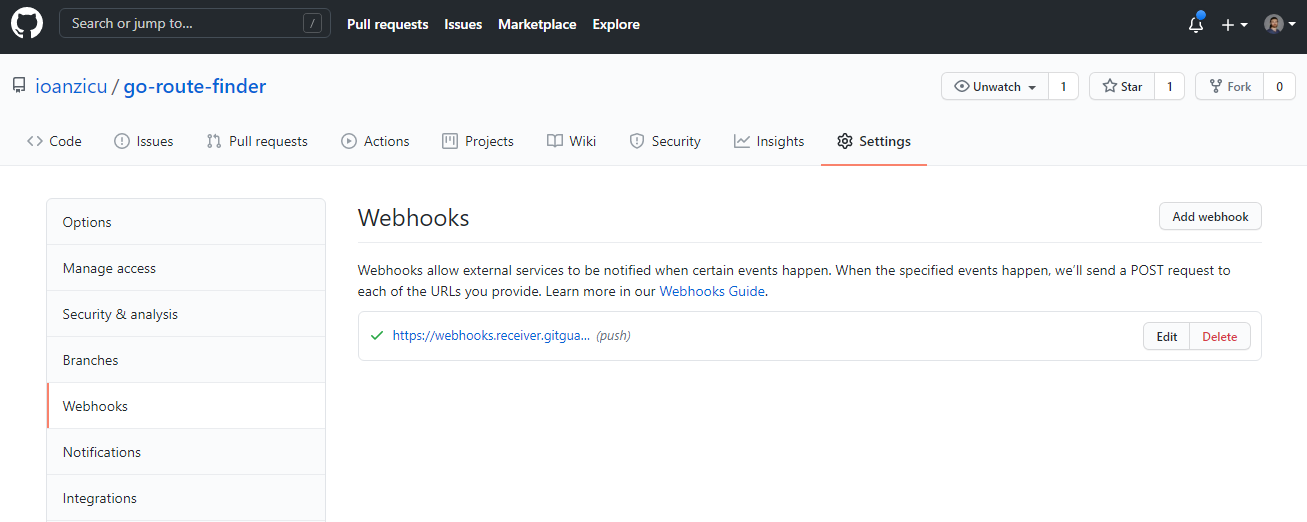 Search or jump to... / Pull requests Issues Marketplace Explore
ioanzicu / go-route-finder Unwatch 1 Star 1 Fork 0
Code Issues Pull requests Actions Projects Wiki Security Insights Settings
Options
Manage access
Security & analysis
Branches
Webhooks
Notifications
Integrations
Webhooks Add webhook
Webhooks allow external services to be notified when certain events happen. When the specified events happen, we'll send a POST request to
each of the URLs you provide. Learn more in our Webhooks Guide.
https://webhooks.receiver.gitgua... (push) Edit Delete